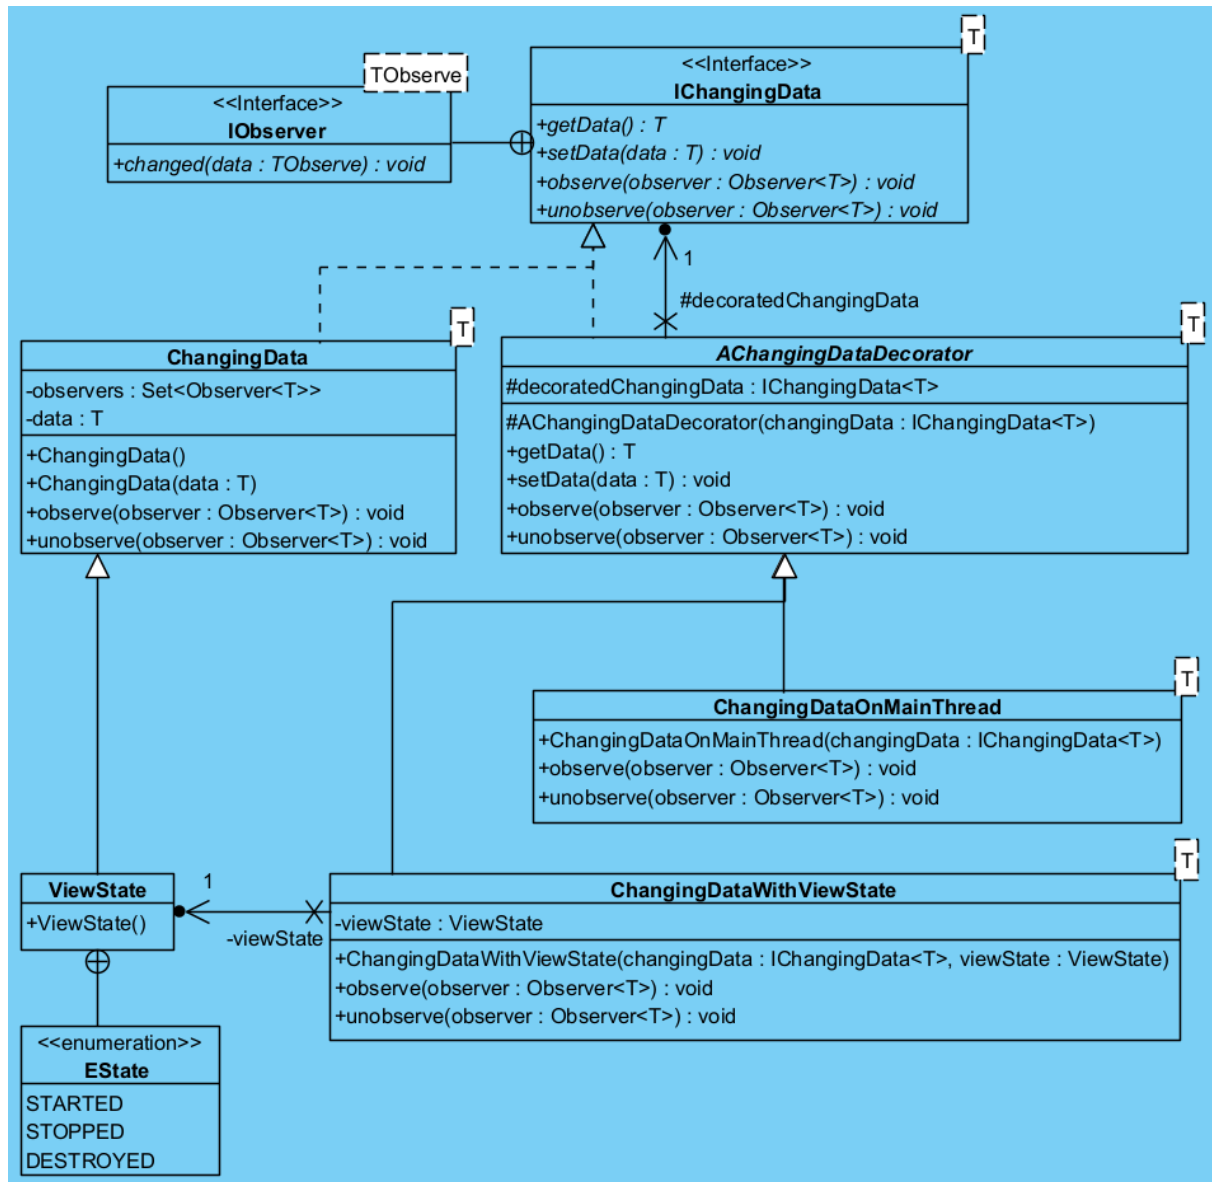 T
TObserve
<<Interface>>
IChangingData
+getData() : T
+setData(data : T) : void
+observe(observer : Observer<T>) : void
+unobserve(observer : Observer<T>) : void
<<Interface>>
IObserver
+changed(data : TObserve) : void
1
#decoratedChangingData
T
ChangingData
-observers : Set<Observer<T>>
-data : T
+ChangingData()
+ChangingData(data : T)
+observe(observer : Observer<T>) : void
+unobserve(observer : Observer<T>) : void
T
AChangingDataDecorator
#decoratedChangingData : IChangingData<T>
#AChangingDataDecorator(changingData : IChangingData<T>)
+getData() : T
+setData(data : T) : void
+observe(observer : Observer<T>) : void
+unobserve(observer : Observer<T>) : void
T
ChangingDataOnMainThread
+ChangingDataOnMainThread(changingData : IChangingData<T>)
+observe(observer : Observer<T>) : void
+unobserve(observer : Observer<T>) : void
ViewState
+ViewState()
1
-viewState
T
ChangingDataWithViewState
-viewState : ViewState
+ChangingDataWithViewState(changingData : IChangingData<T>, viewState : ViewState)
+observe(observer : Observer<T>) : void
+unobserve(observer : Observer<T>) : void
<<enumeration>>
EState
STARTED
STOPPED
DESTROYED